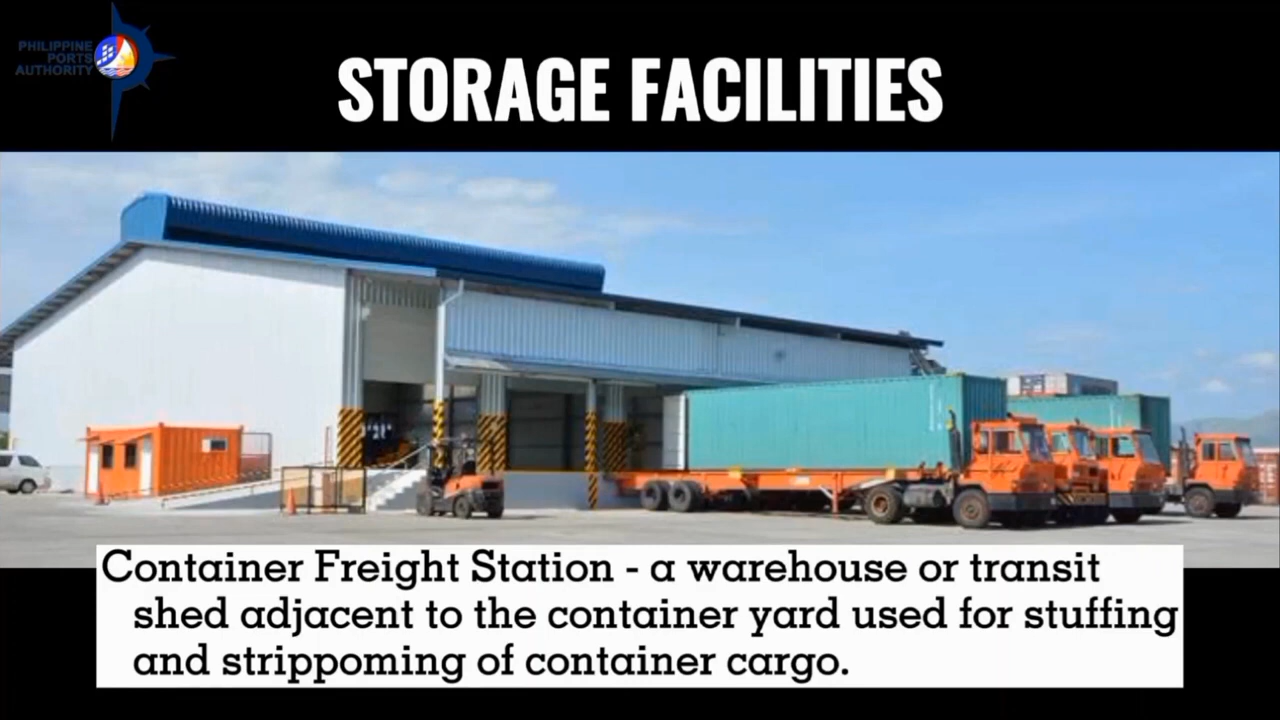 PHILIPPINE
PORTS
AUTHORITY
STORAGE FACILITIES
Container Freight Station - a warehouse or transit
shed adjacent to the container yard used for stuffing
and strippoming of container cargo.